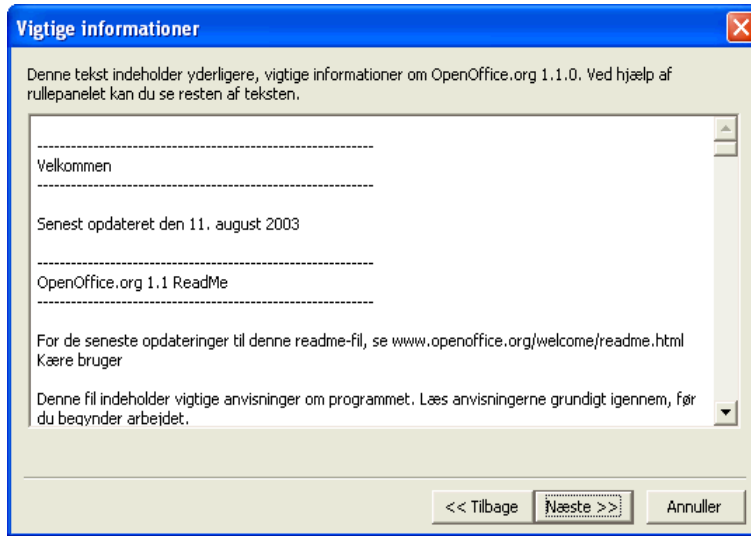 Vigtige informationer
Denne tekst indeholder yderligere, vigtige informationer om OpenOffice.org 1.1.0. Ved hjælp af
rullepanelet kan du se resten af teksten.
------------------------------------------------------------
Velkommen
------------------------------------------------------------
Senest opdateret den 11. august 2003
------------------------------------------------------------
OpenOffice.org 1.1 ReadMe
------------------------------------------------------------
For de seneste opdateringer til denne readme-fil, se www.openoffice.org/welcome/readme.html
Kære bruger
Denne fil indeholder vigtige anvisninger om programmet. Læs anvisningerne grundigt igennem, før
du begynder arbejdet.
<< Tilbage
Næste >>
Annuller